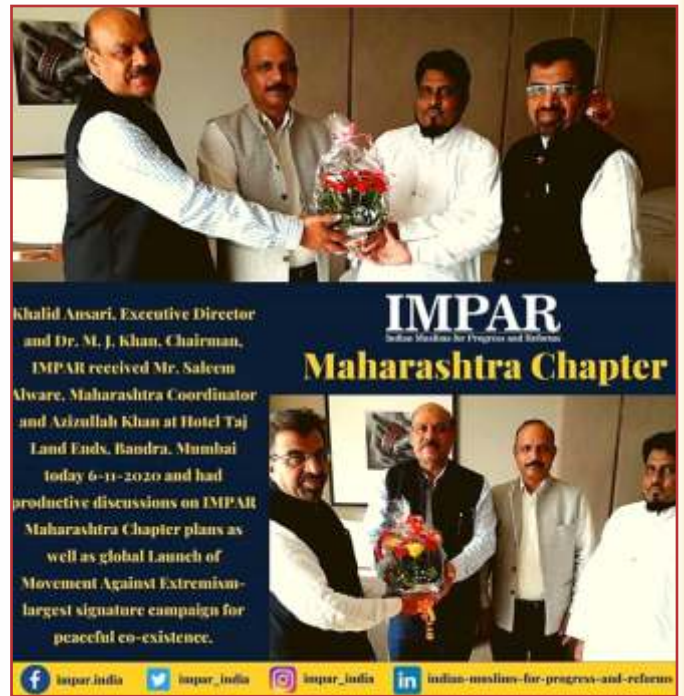 Khalid Ansari, Executive Director
and Dr. M. J. Khan, Chairman,
IMPAR received Mr. Saleem
Alware, Maharashtra Coordinator
and Azizullah Khan at Hotel Taj
Land Ends, Bandra, Mumbai
today 6-11-2020 and had
productive discussions on IMPAR
Maharashtra Chapter plans as
well as global Launch of
Movement Against Extremism-
largest signature campaign for
peaceful co-existence.
IMPAR
Indian Muslims for Progress and Reforms
Maharashtra Chapter
impar.india
impar_india
impar_india
indian-muslims-for-progress-and-reforms